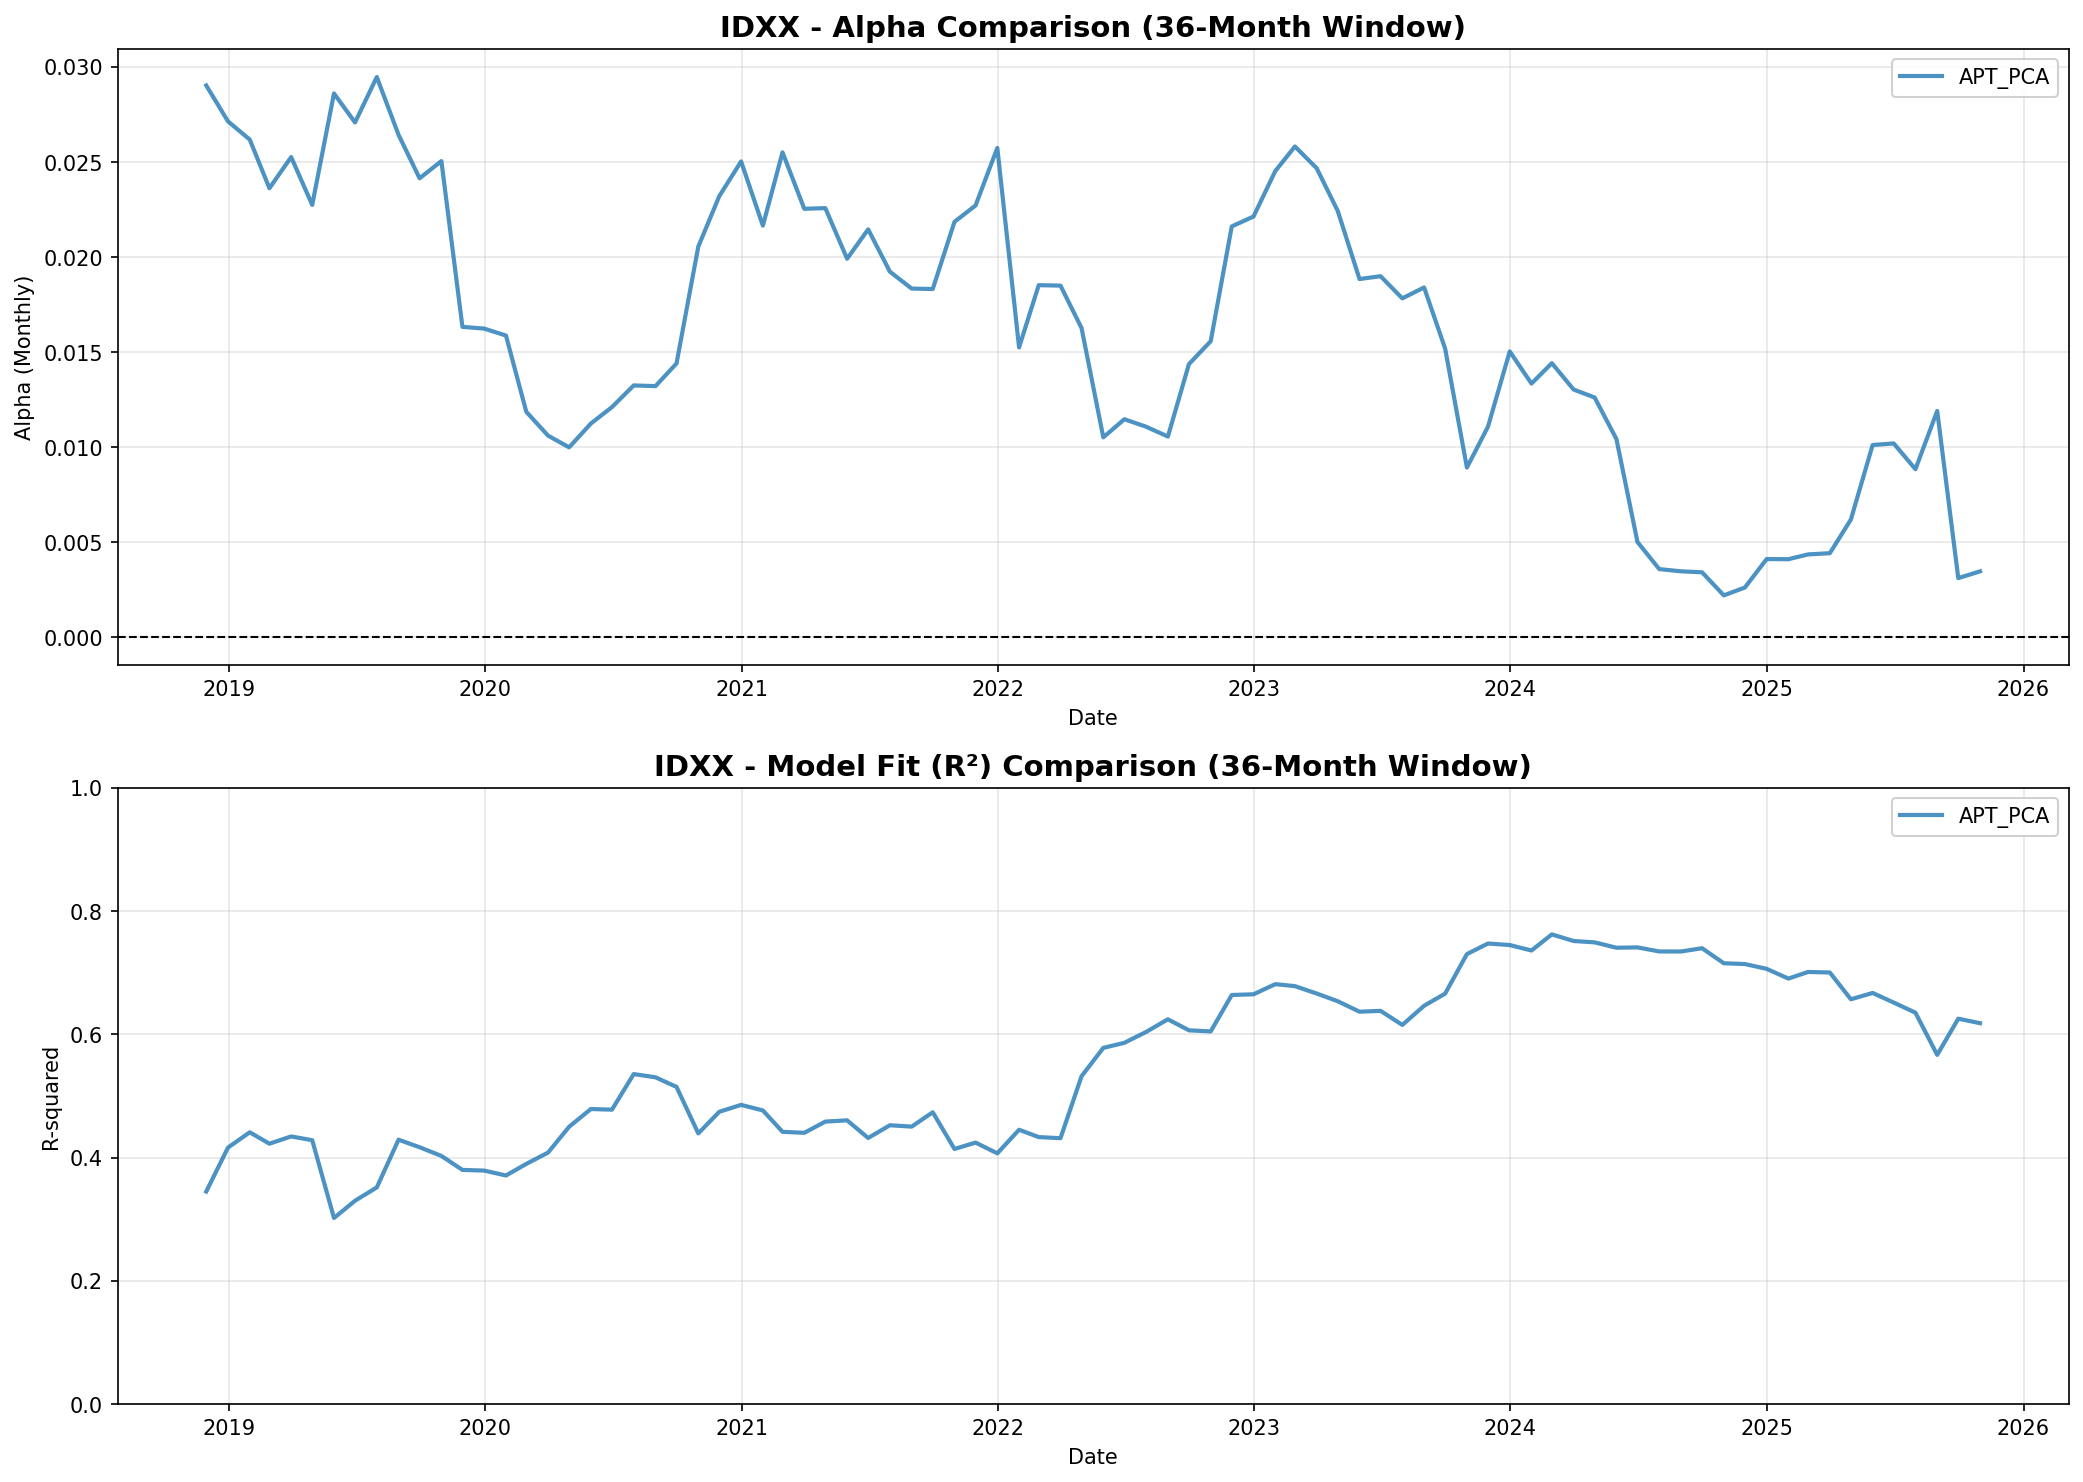 IDXX - Alpha Comparison (36-Month Window)
APT_PCA
Alpha (Monthly)
0.030
0.025
0.020
0.015
0.010
0.005
0.000
2019 2020 2021 2022 2023 2024 2025 2026
Date
IDXX - Model Fit (R²) Comparison (36-Month Window)
APT_PCA
R-squared
1.0
0.8
0.6
0.4
0.2
0.0
2019 2020 2021 2022 2023 2024 2025 2026
Date